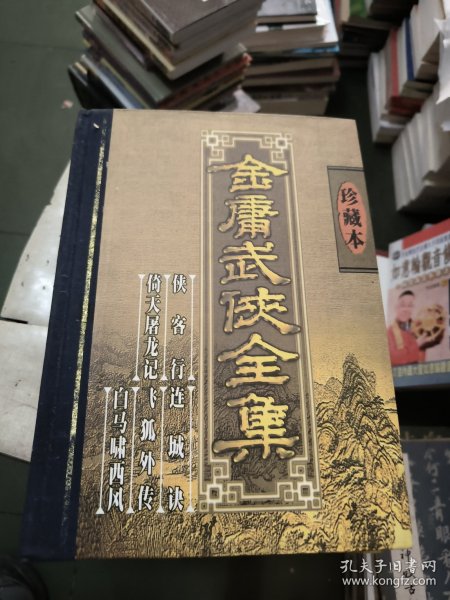 金庸武侠全集
珍藏本
侠客行
连城诀
倚天屠龙记
飞狐外传
白马啸西风
孔夫子旧书网
www.kongfz.com